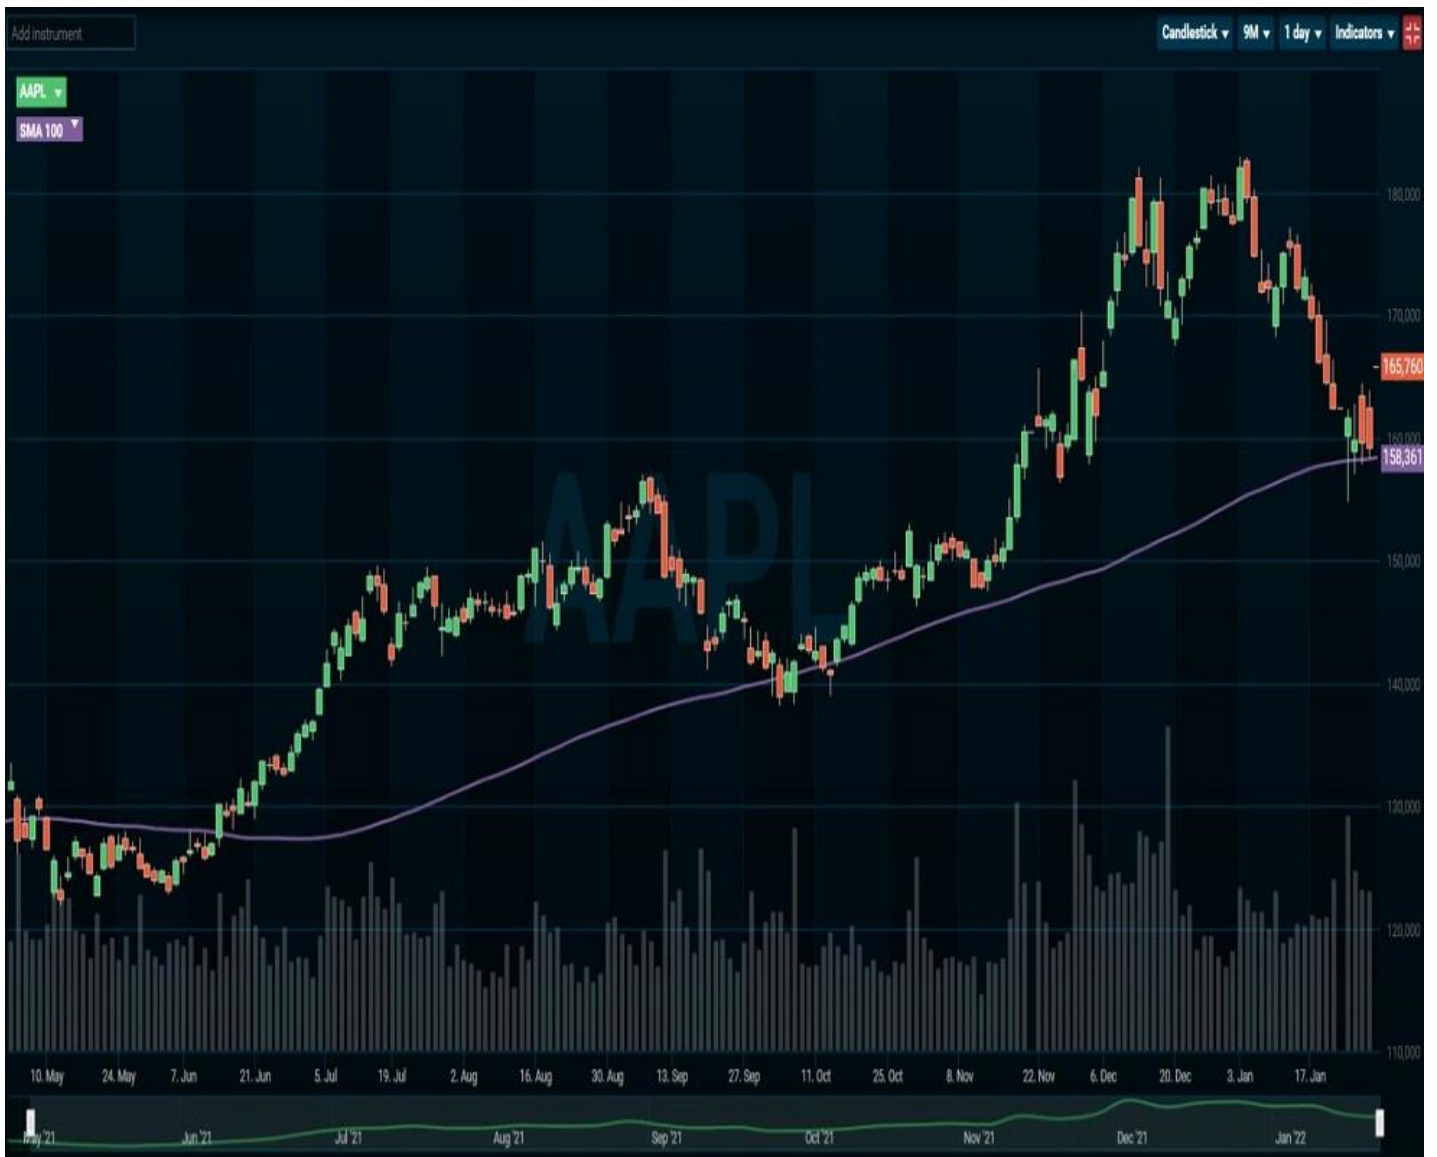 Add instrument
Candlestick 9M 1 day Indicators
AAPL
SMA 100
AAPL
180,000
170,000
165,760
160,000
158,361
150,000
140,000
130,000
120,000
110,000
10. May 24. May 7. Jun 21. Jun 5. Jul 19. Jul 2. Aug 16. Aug 30. Aug 13. Sep 27. Sep 11. Oct 25. Oct 8. Nov 22. Nov 6. Dec 20. Dec 3. Jan 17. Jan
May '21 Jun '21 Jul '21 Aug '21 Sep '21 Oct '21 Nov '21 Dec '21 Jan '22